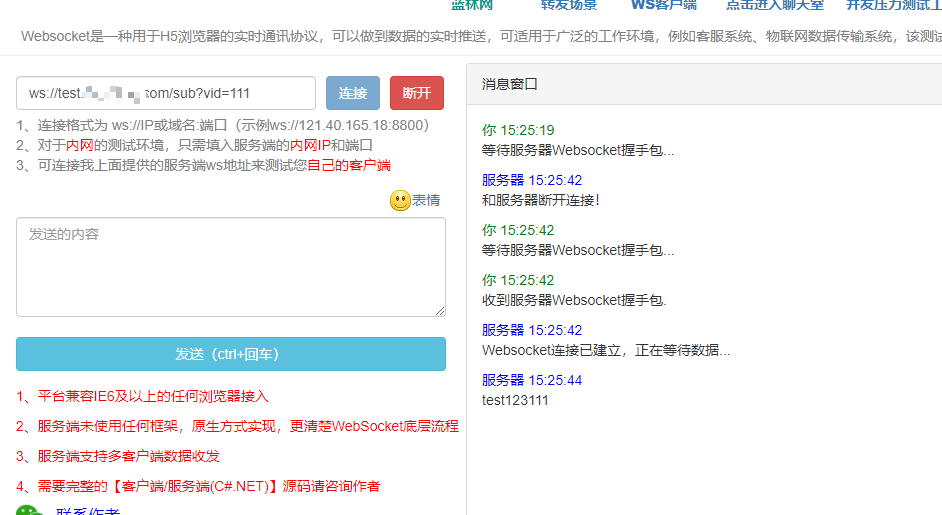 蓝林网 转发场景 WS客户端 点击进入聊天室 并发压力测试工
Websocket是一种用于H5浏览器的实时通讯协议，可以做到数据的实时推送，可适用于广泛的工作环境，例如客服系统、物联网数据传输系统，该测试
ws://test. .com/sub?vid=111
连接
断开
1、连接格式为 ws://IP或域名:端口（示例ws://121.40.165.18:8800）
2、对于内网的测试环境，只需填入服务端的内网IP和端口
3、可连接我上面提供的服务端ws地址来测试您自己的客户端
表情
发送的内容
发送（ctrl+回车）
1、平台兼容IE6及以上的任何浏览器接入
2、服务端未使用任何框架，原生方式实现，更清楚WebSocket底层流程
3、服务端支持多客户端数据收发
4、需要完整的【客户端/服务端(C#.NET)】源码请咨询作者
联系作者
消息窗口
你 15:25:19
等待服务器Websocket握手包...
服务器 15:25:42
和服务器断开连接！
你 15:25:42
等待服务器Websocket握手包...
你 15:25:42
收到服务器Websocket握手包.
服务器 15:25:42
Websocket连接已建立，正在等待数据...
服务器 15:25:44
test123111